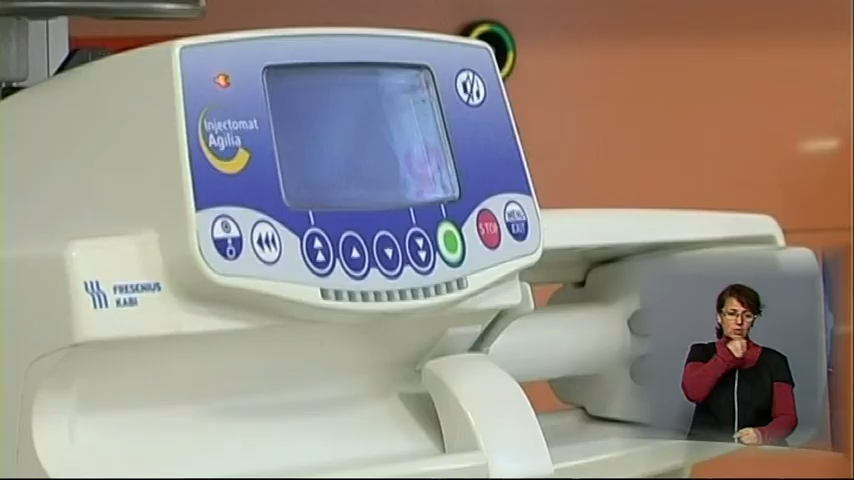 Injectomat
Agilia
STOP
MENU
EXIT
FRESENIUS
KABI